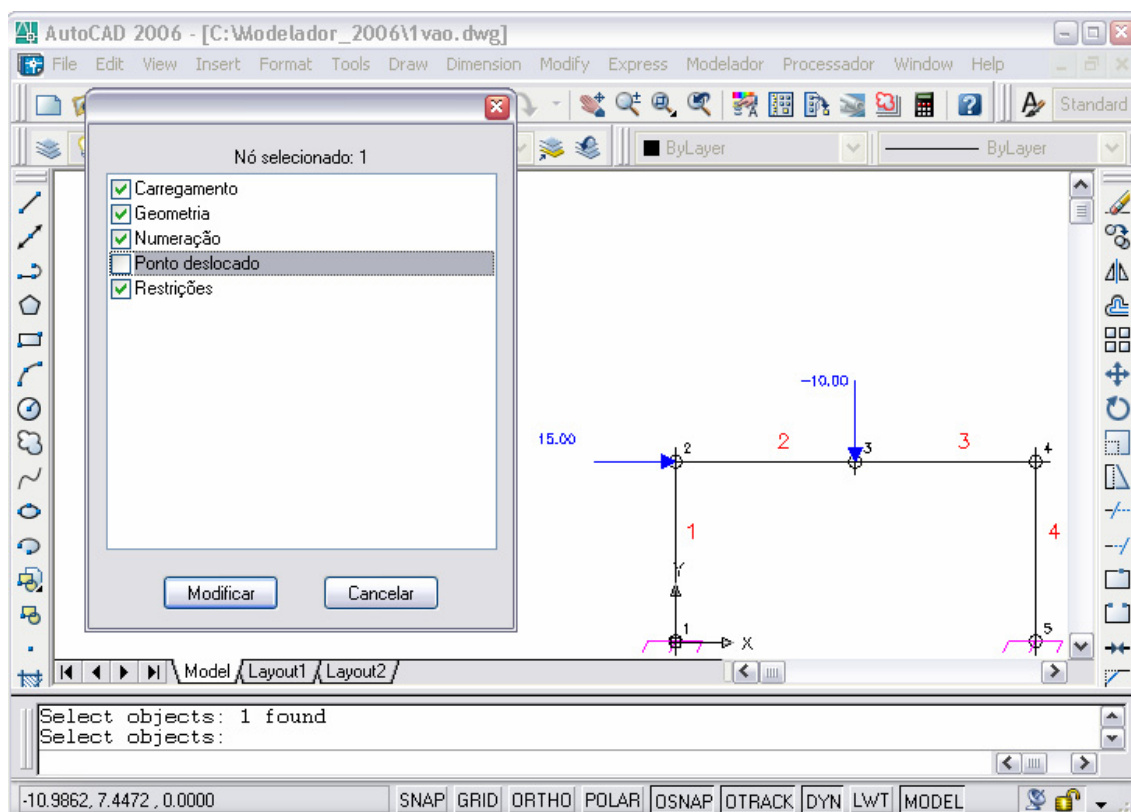 AutoCAD 2006 - [C:\Modelador_2006\1vao.dwg]
File Edit View Insert Format Tools Draw Dimension Modify Express Modelador Processador Window Help
Standard
ByLayer ByLayer
Nó selecionado: 1
Carregamento
Geometria
Numeração
Ponto deslocado
Restrições
Modificar Cancelar
-10.00
15.00
2 2 3 3 4
1 4
Y
1 X 5
Model Layout1 Layout2
Select objects: 1 found
Select objects:
-10.9862, 7.4472 , 0.0000 SNAP GRID ORTHO POLAR OSNAP OTRACK DYN LWT MODEL